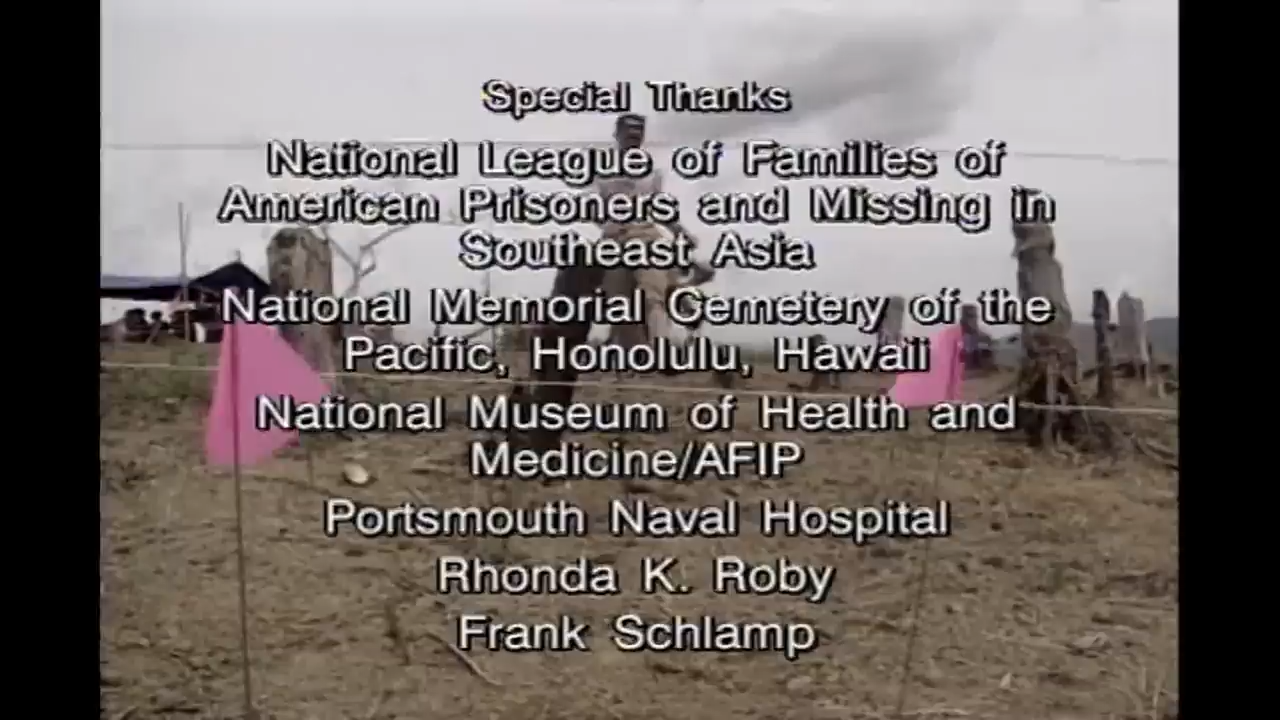 Special Thanks
National League of Families of
American Prisoners and Missing in
Southeast Asia
National Memorial Cemetery of the
Pacific, Honolulu, Hawaii
National Museum of Health and
Medicine/AFIP
Portsmouth Naval Hospital
Rhonda K. Roby
Frank Schlamp